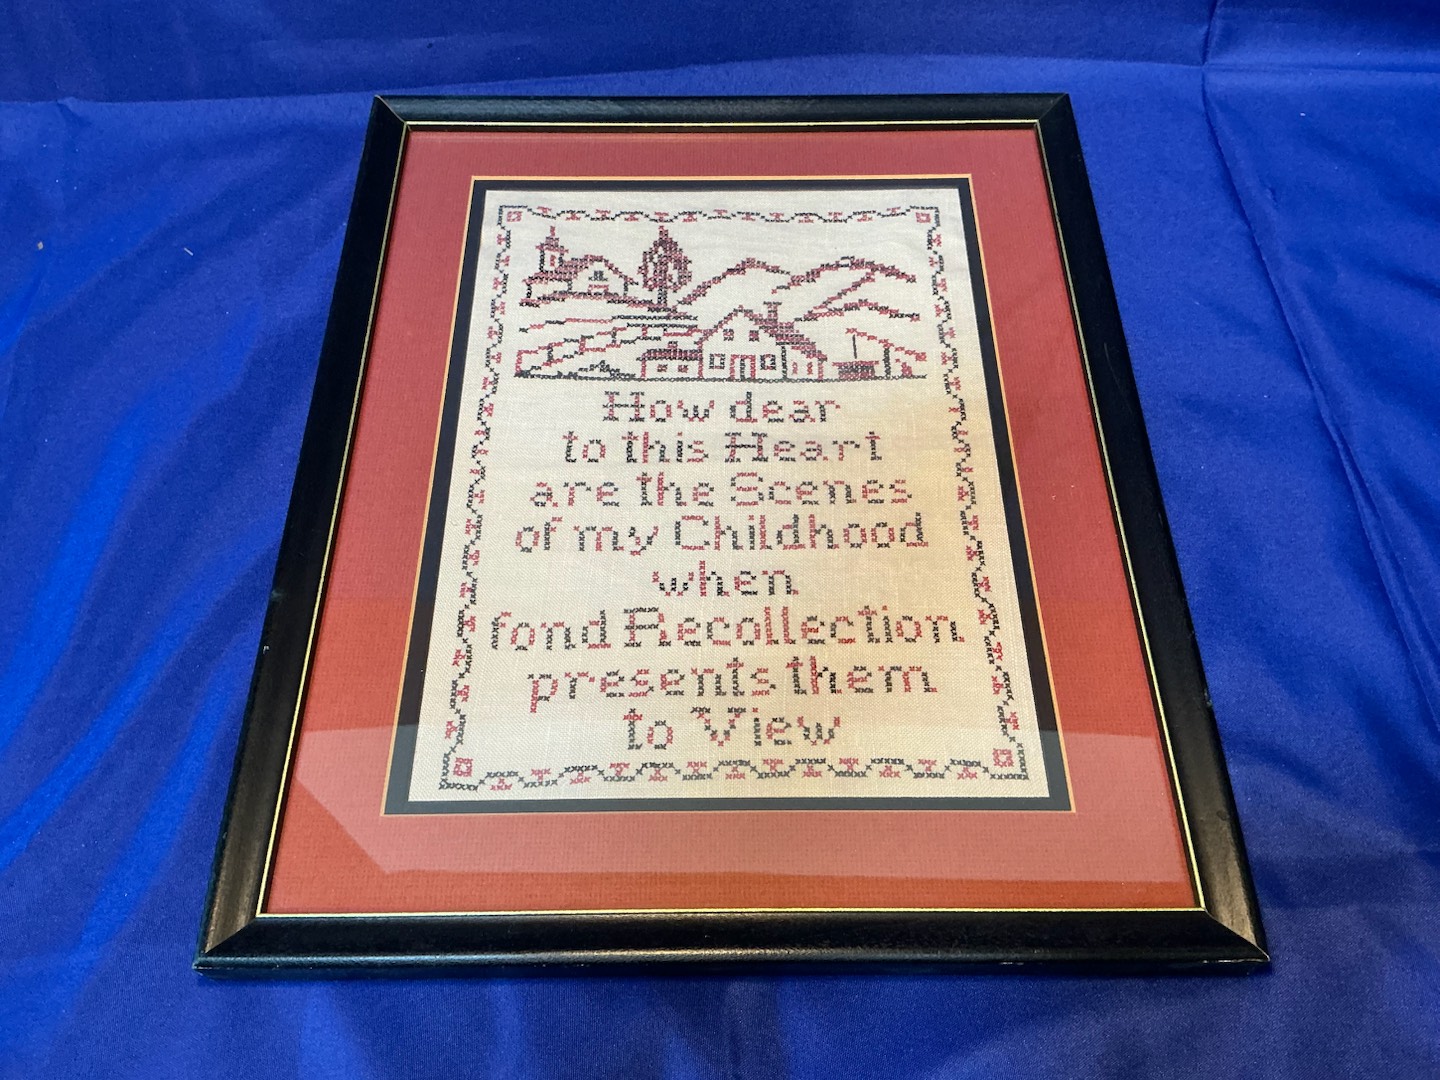 How dear
to this Heart
are the Scenes
of my Childhood
when
fond Recollection
presents them
to View